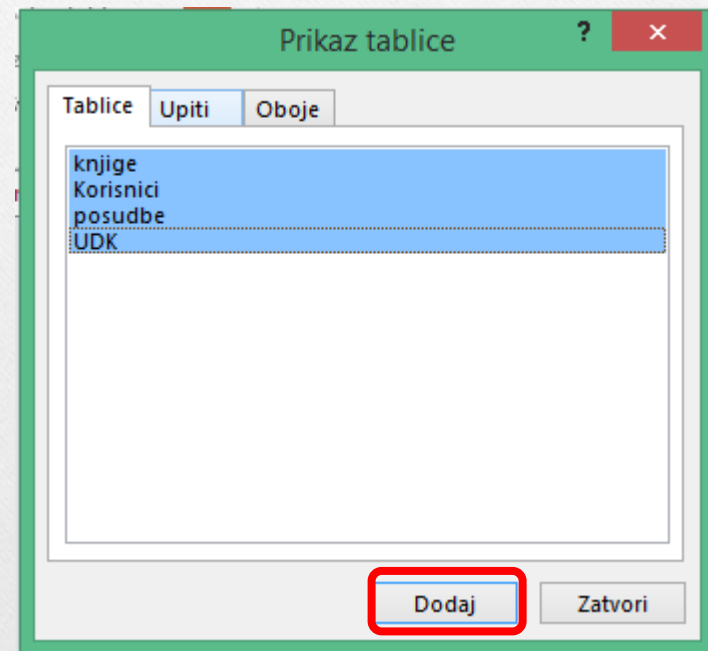 Prikaz tablice ?
Tablice Upiti Oboje
knjige
Korisnici
posudbe
UDK
Dodaj Zatvori